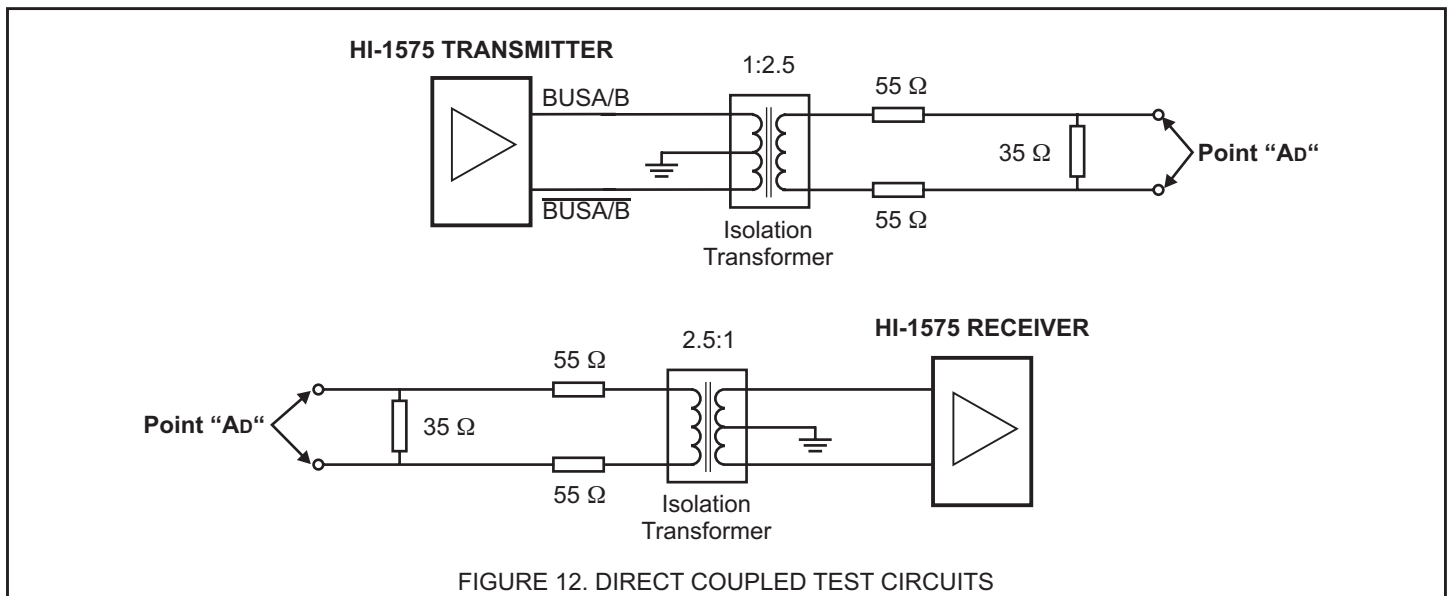 HI-1575 TRANSMITTER
1:2.5
BUSA/B
55 Ω
35 Ω
Point “AD“
BUSA/B
55 Ω
Isolation
Transformer
HI-1575 RECEIVER
2.5:1
55 Ω
Point “AD“
35 Ω
55 Ω
Isolation
Transformer
FIGURE 12. DIRECT COUPLED TEST CIRCUITS